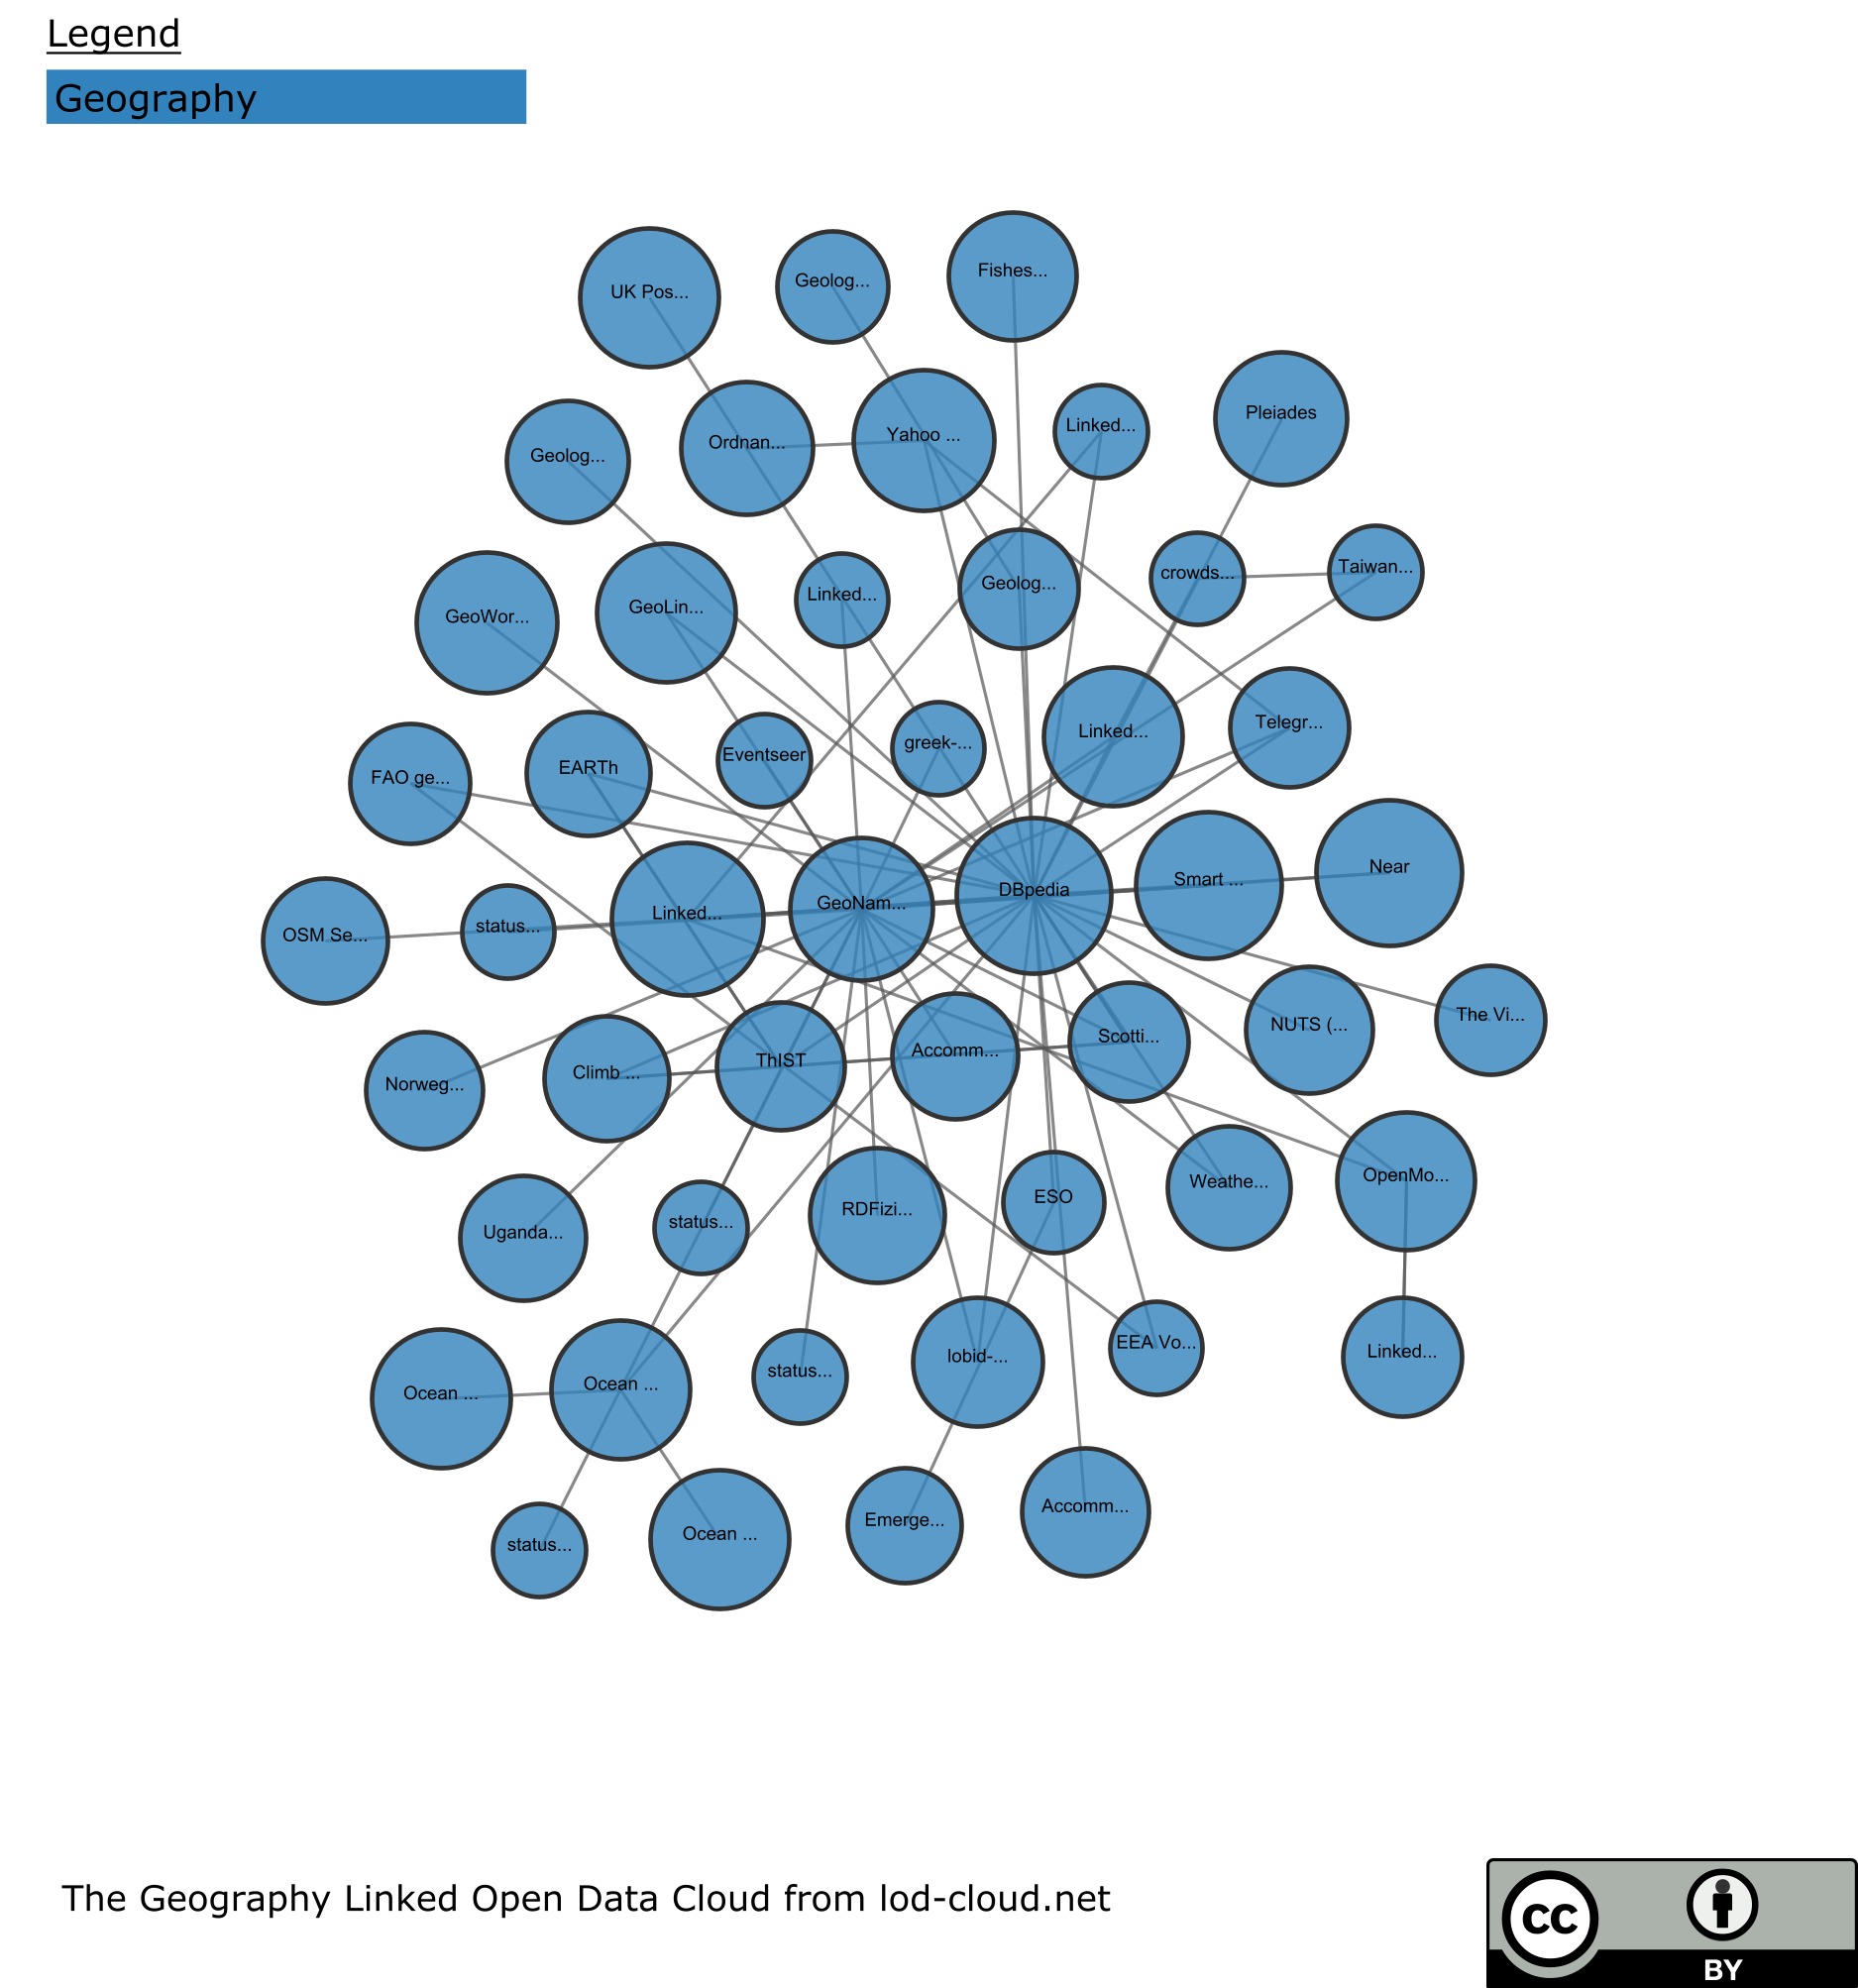 Legend
Geography
UK Pos...
Geolog...
Fishes...
Pleiades
Geolog...
Ordnan...
Yahoo ...
Linked...
GeoWor...
GeoLin...
Linked...
Geolog...
crowds...
Taiwan...
FAO ge...
EARTh
Eventseer
greek-...
Linked...
Telegr...
OSM Se...
status...
Linked...
GeoNam...
DBpedia
Smart ...
Near
Norweg...
Climb ...
ThIST
Accomm...
Scotti...
NUTS (...
The Vi...
Uganda...
status...
RDFizi...
ESO
Weathe...
OpenMo...
Ocean ...
Ocean ...
status...
lobid-...
EEA Vo...
Linked...
status...
Ocean ...
Emerge...
Accomm...
The Geography Linked Open Data Cloud from lod-cloud.net
cc
BY